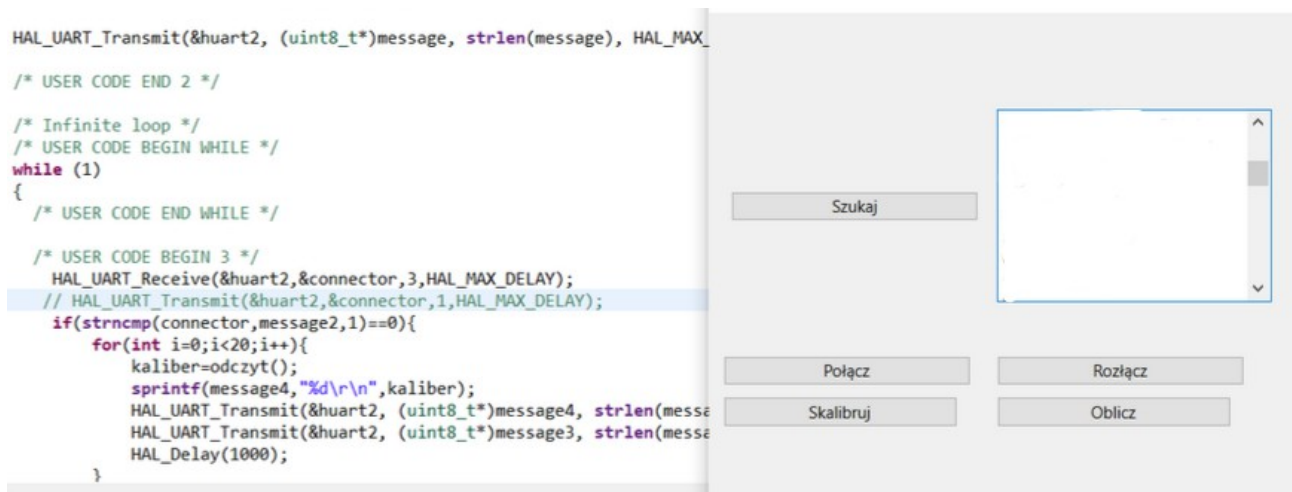 HAL_UART_Transmit(&huart2, (uint8_t*)message, strlen(message), HAL_MAX_
/* USER CODE END 2 */
/* Infinite loop */
/* USER CODE BEGIN WHILE */
while (1)
{
/* USER CODE END WHILE */
/* USER CODE BEGIN 3 */
HAL_UART_Receive(&huart2,&connector,3,HAL_MAX_DELAY);
// HAL_UART_Transmit(&huart2,&connector,1,HAL_MAX_DELAY);
if(strncmp(connector,message2,1)==0){
for(int i=0;i<20;i++){
kaliber=odczyt();
sprintf(message4,"%d\r\n",kaliber);
HAL_UART_Transmit(&huart2, (uint8_t*)message4, strlen(messa
HAL_UART_Transmit(&huart2, (uint8_t*)message3, strlen(messa
HAL_Delay(1000);
}
Szukaj
Połącz
Rozłącz
Skalibruj
Oblicz